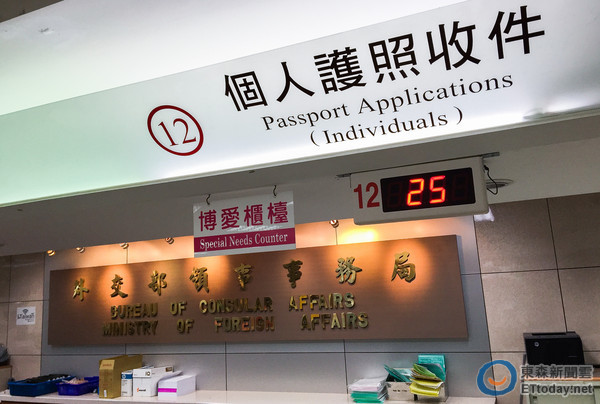 個人護照收件
12
Passport Applications
(Individuals)
12 25
博愛櫃檯
Special Needs Counter
外交部領事事務局
BUREAU OF CONSULAR AFFAIRS
MINISTRY OF FOREIGN AFFAIRS
東森新聞雲
ETtoday.net